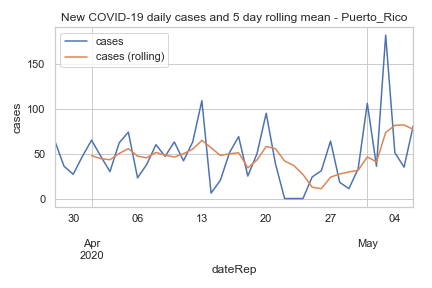 New COVID-19 daily cases and 5 day rolling mean - Puerto_Rico
cases
cases (rolling)
150
100
50
0
cases
30 06 13 20 27 04
Apr May
2020
dateRep